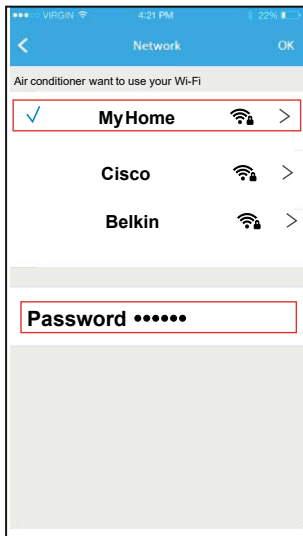 VIRGIN 4:21 PM 22%
Network OK
Air conditioner want to use your Wi-Fi
MyHome
Cisco
Belkin
Password ••••••